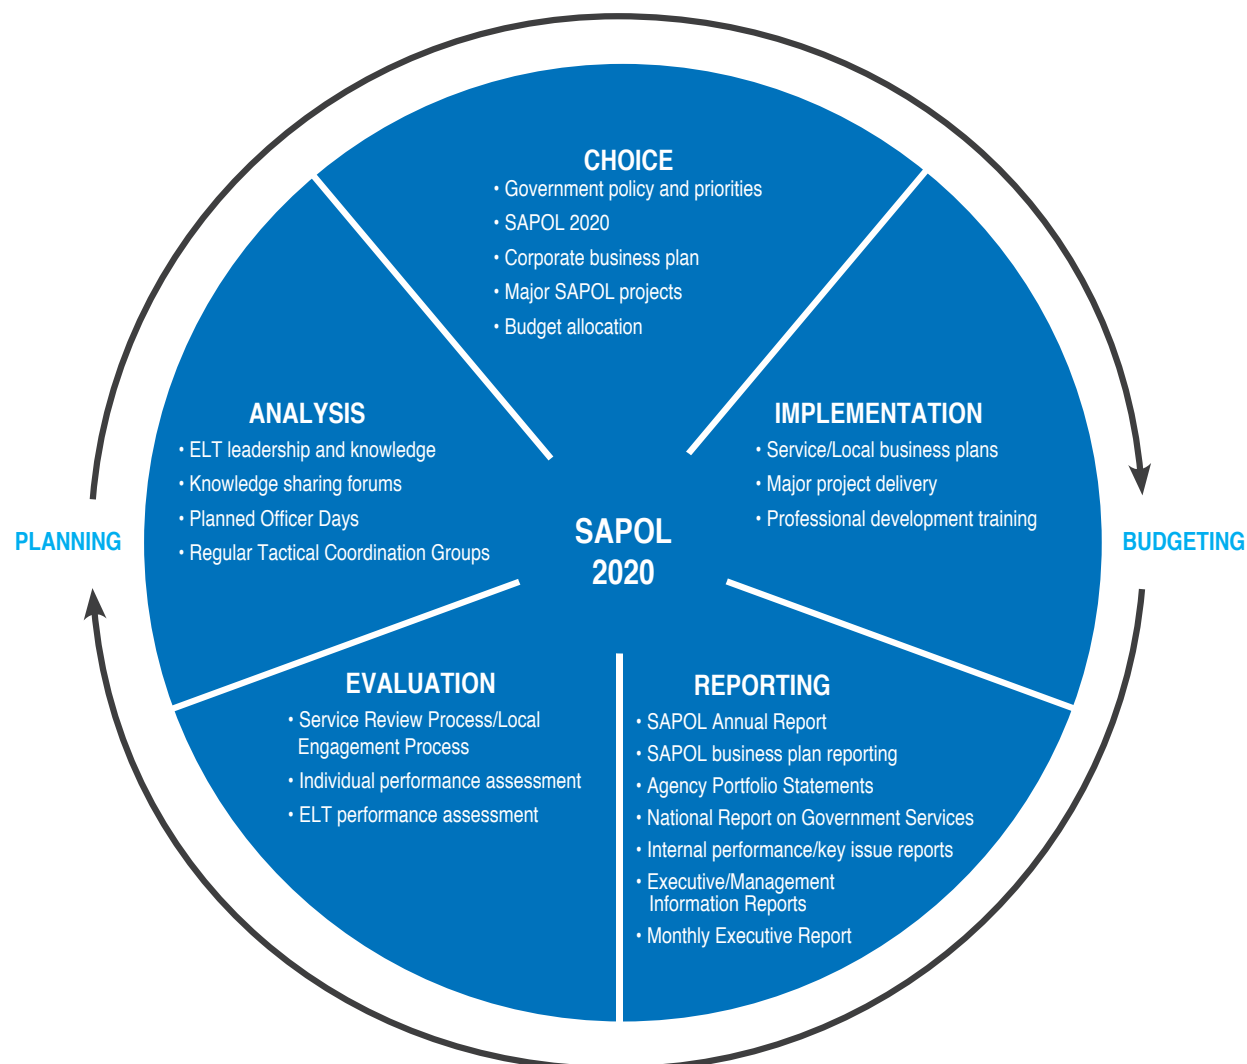 CHOICE
• Government policy and priorities
• SAPOL 2020
• Corporate business plan
• Major SAPOL projects
• Budget allocation
ANALYSIS
• ELT leadership and knowledge
• Knowledge sharing forums
• Planned Officer Days
• Regular Tactical Coordination Groups
IMPLEMENTATION
• Service/Local business plans
• Major project delivery
• Professional development training
PLANNING
SAPOL
2020
BUDGETING
EVALUATION
• Service Review Process/Local
Engagement Process
• Individual performance assessment
• ELT performance assessment
REPORTING
• SAPOL Annual Report
• SAPOL business plan reporting
• Agency Portfolio Statements
• National Report on Government Services
• Internal performance/key issue reports
• Executive/Management
Information Reports
• Monthly Executive Report